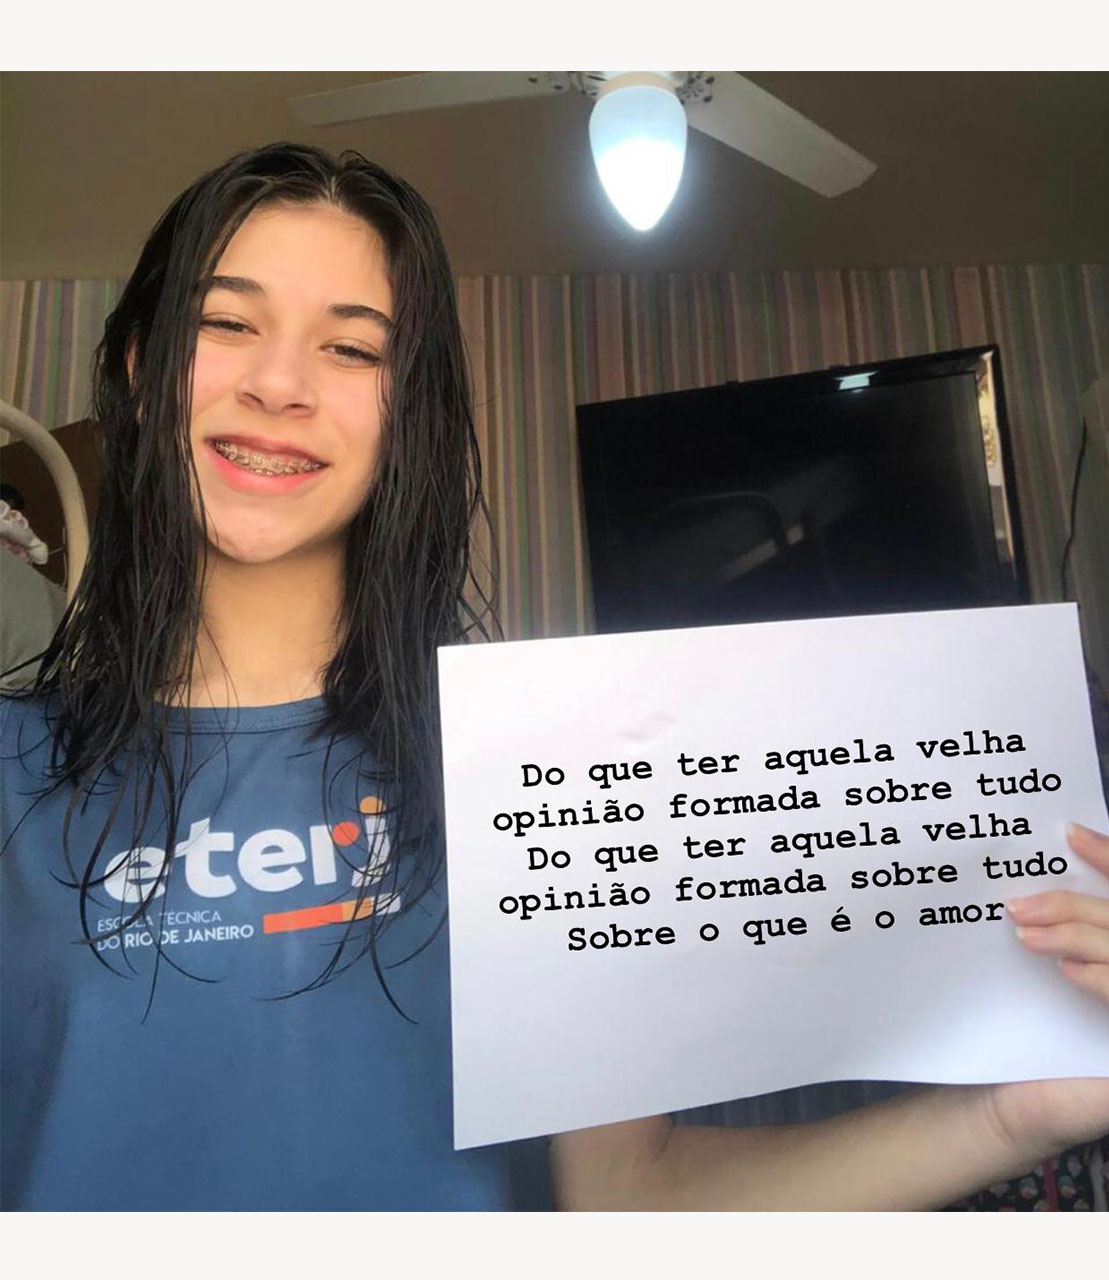 eterj
ESCOLA TÉCNICA
DO RIO DE JANEIRO
Do que ter aquela velha
opinião formada sobre tudo
Do que ter aquela velha
opinião formada sobre tudo
Sobre o que é o amor